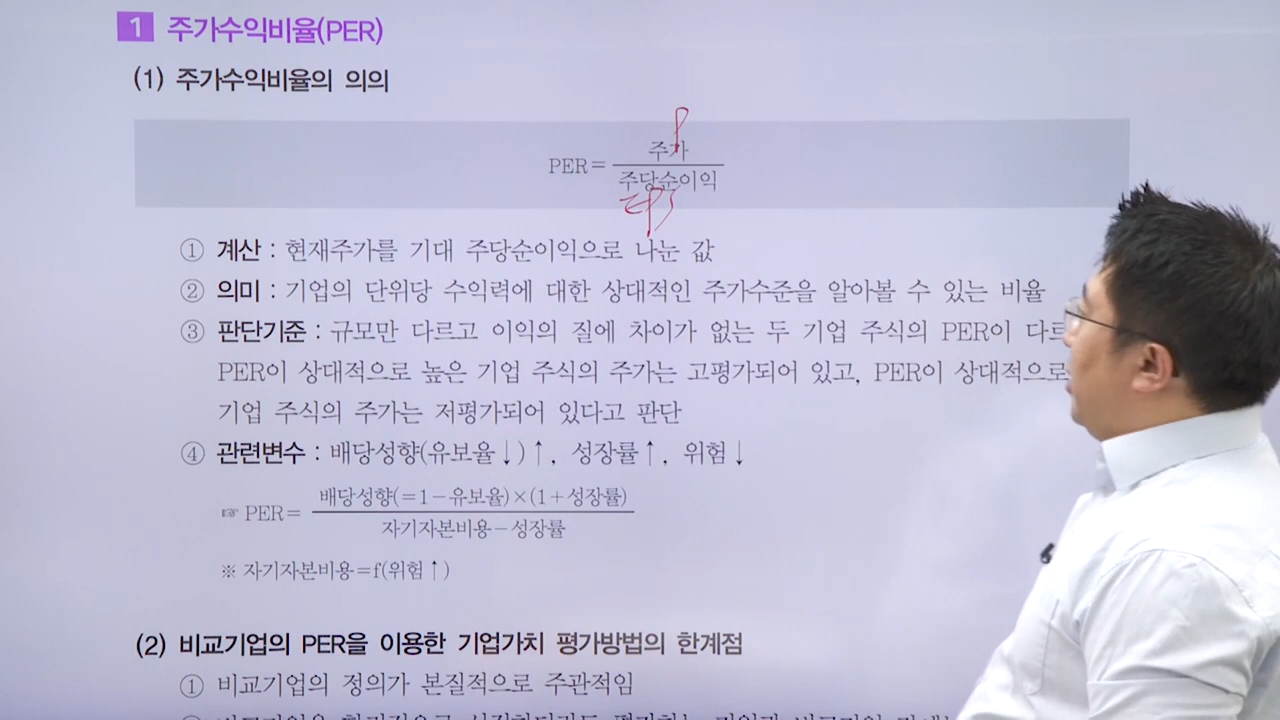 1 주가수익비율(PER)
(1) 주가수익비율의 의의
P
PER= 주가
주당순이익
EPS
① 계산 : 현재주가를 기대 주당순이익으로 나눈 값
② 의미 : 기업의 단위당 수익력에 대한 상대적인 주가수준을 알아볼 수 있는 비율
③ 판단기준 : 규모만 다르고 이익의 질에 차이가 없는 두 기업 주식의 PER이
PER이 상대적으로 높은 기업 주식의 주가는 고평가되어 있고, PER이 상대적으로
기업 주식의 주가는 저평가되어 있다고 판단
④ 관련변수 : 배당성향(유보율↓)↑, 성장률↑, 위험↓
☞ PER= 배당성향(=1-유보율)×(1+성장률)
자기자본비용-성장률
※ 자기자본비용=f(위험↑)
(2) 비교기업의 PER을 이용한 기업가치 평가방법의 한계점
① 비교기업의 정의가 본질적으로 주관적임